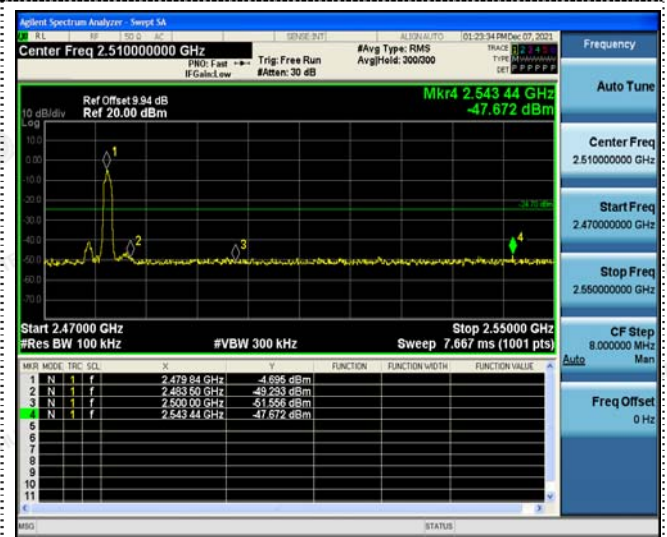 Agilent Spectrum Analyzer - Swept SA
RL RF 50 Ω AC SENSE:INT ALIGN AUTO 01:23:34 PM Dec 07, 2021
Center Freq 2.510000000 GHz
PNO: Fast
IFGain:Low
Trig: Free Run
#Atten: 30 dB
#Avg Type: RMS
Avg|Hold: 300/300
TRACE 1 2 3 4 5 6
TYPE M
DET P P P P P P
Mkr4 2.543 44 GHz
-47.672 dBm
Ref Offset 9.94 dB
10 dB/div Ref 20.00 dBm
Log
10.0
0.00
-10.0
-20.0
-30.0
-40.0
-50.0
-60.0
-70.0
1
2
3
4
Start 2.47000 GHz Stop 2.55000 GHz
#Res BW 100 kHz #VBW 300 kHz Sweep 7.667 ms (1001 pts)
MKR MODE TRC SCL X Y FUNCTION FUNCTION WIDTH FUNCTION VALUE
1 N 1 f 2.479 84 GHz -4.695 dBm
2 N 1 f 2.483 50 GHz -49.293 dBm
3 N 1 f 2.500 00 GHz -51.556 dBm
4 N 1 f 2.543 44 GHz -47.672 dBm
5
6
7
8
9
10
11
MSG STATUS
Frequency
Auto Tune
Center Freq
2.510000000 GHz
Start Freq
2.470000000 GHz
Stop Freq
2.550000000 GHz
CF Step
8.000000 MHz
Auto Man
Freq Offset
0 Hz